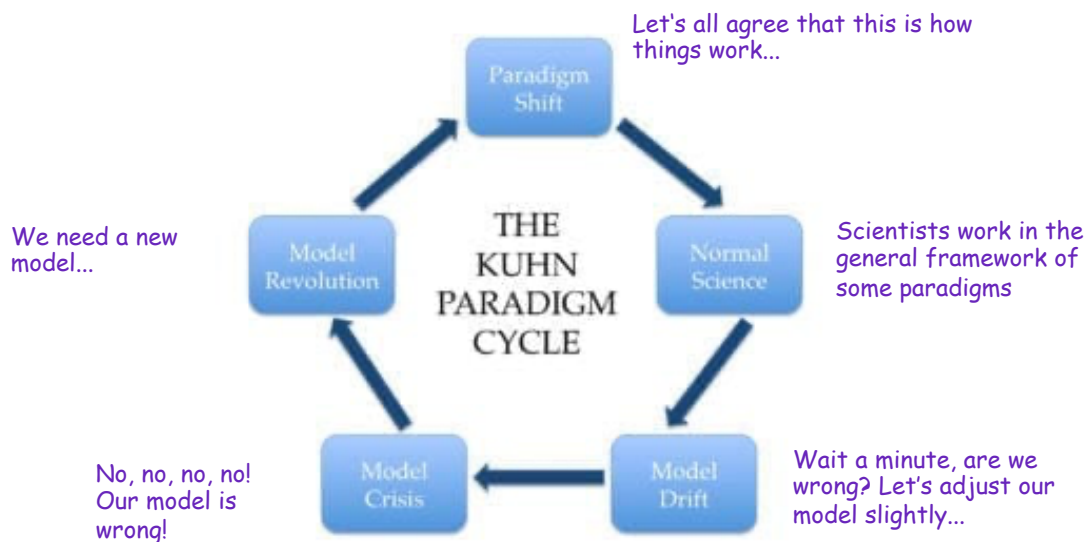 Let's all agree that this is how
things work...
Paradigm
Shift
We need a new
model...
Model
Revolution
THE
KUHN
PARADIGM
CYCLE
Normal
Science
Scientists work in the
general framework of
some paradigms
No, no, no, no!
Our model is
wrong!
Model
Crisis
Model
Drift
Wait a minute, are we
wrong? Let's adjust our
model slightly...